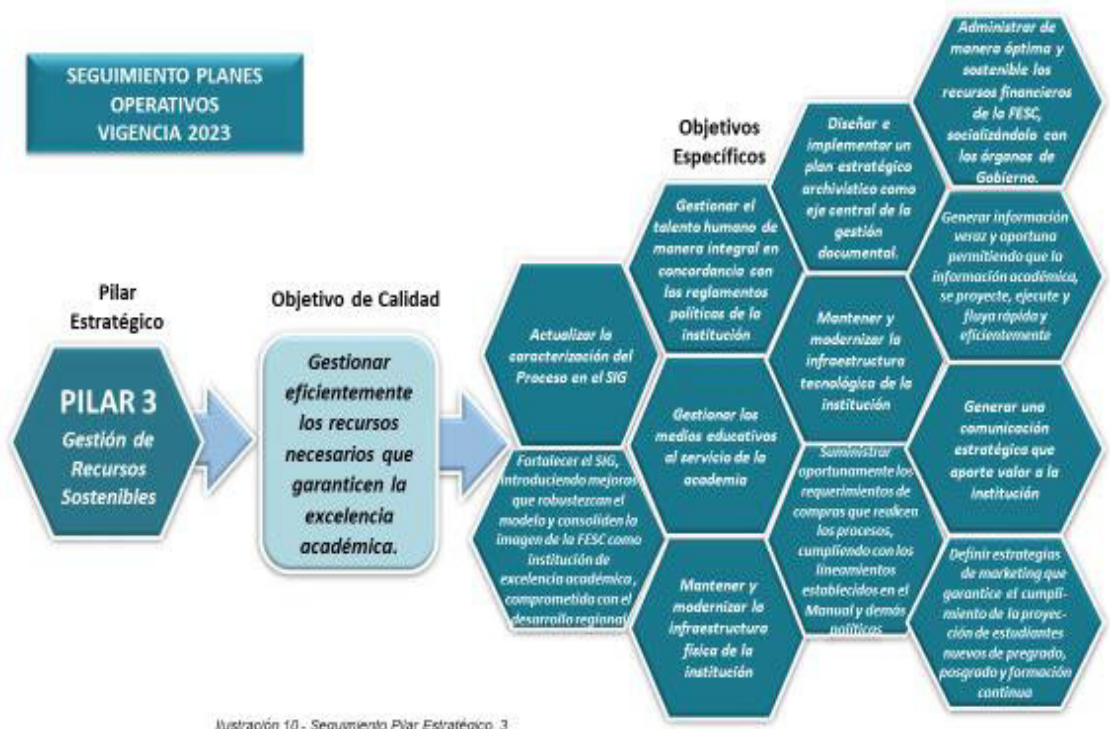 SEGUIMIENTO PLANES
OPERATIVOS
VIGENCIA 2023
Pilar
Estratégico
PILAR 3
Gestión de
Recursos
Sostenibles
Objetivo de Calidad
Gestionar
eficientemente
los recursos
necesarios que
garanticen la
excelencia
académica.
Objetivos
Específicos
Actualizar la
caracterización del
Proceso en el SIG
Fortalecer el SIG,
introduciendo mejoras
que robustezcan el
modelo y consoliden la
imagen de la FESC como
institución de
excelencia académica,
comprometida con el
desarrollo regional
Gestionar el
talento humano de
manera integral en
concordancia con
los reglamentos
políticas de la
institución
Gestionar los
medios educativos
al servicio de la
academia
Mantener y
modernizar la
infraestructura
física de la
institución
Diseñar e
implementar un
plan estratégico
archivístico como
eje central de la
gestión
documental.
Mantener y
modernizar la
infraestructura
tecnológica de la
institución
Suministrar
oportunamente los
requerimientos de
compras que realicen
los procesos,
cumpliendo con los
lineamientos
establecidos en el
Manual y demás
políticas
Administrar de
manera óptima y
sostenible los
recursos financieros
de la FESC,
socializándolo con
los órganos de
Gobierno.
Generar información
veraz y oportuna
permitiendo que la
información académica,
se proyecte, ejecute y
fluya rápida y
eficientemente
Generar una
comunicación
estratégica que
aporte valor a la
institución
Definir estrategias
de marketing que
garantice el cumpli-
miento de la proyec-
ción de estudiantes
nuevos de pregrado,
posgrado y formación
continua
Ilustración 10 - Seguimiento Pilar Estratégico 3